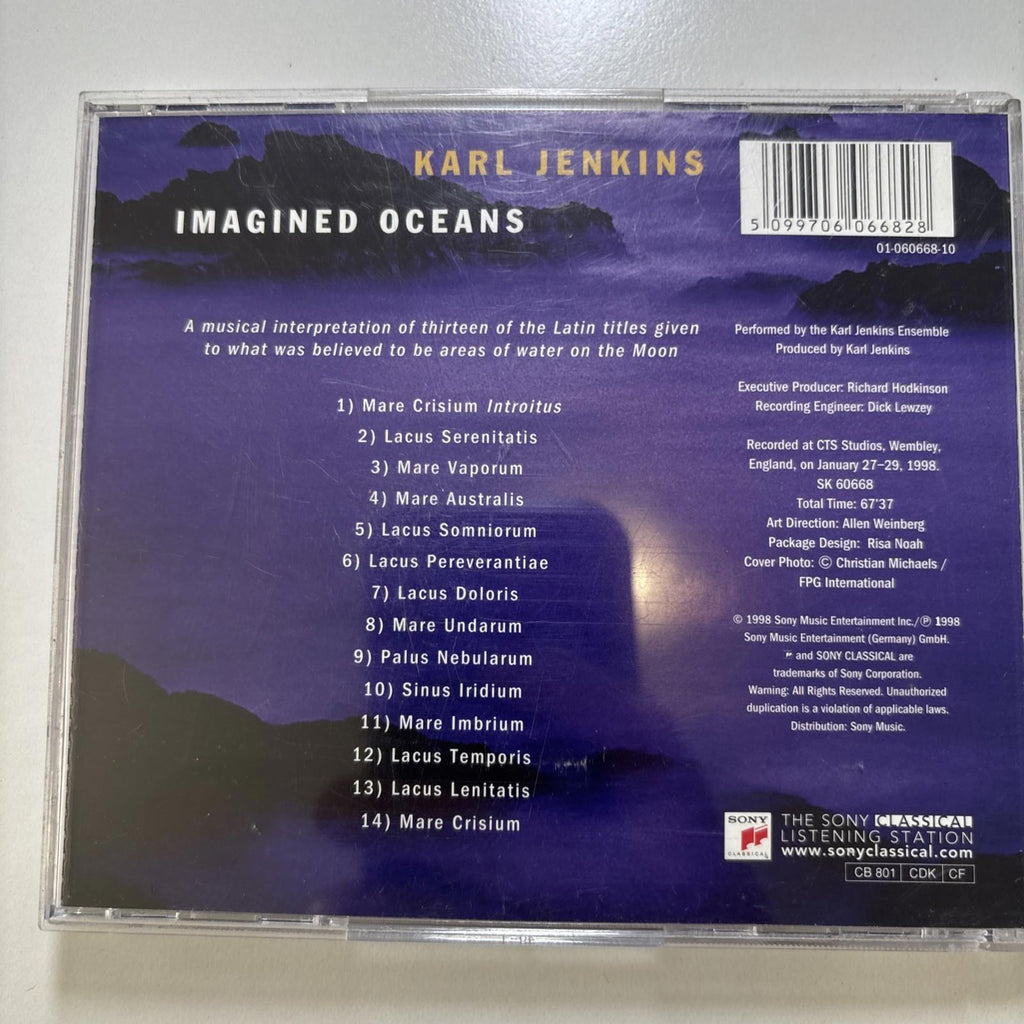 KARL JENKINS
IMAGINED OCEANS
5 099706 066828
01-060668-10
A musical interpretation of thirteen of the Latin titles given
to what was believed to be areas of water on the Moon
1) Mare Crisium Introitus
2) Lacus Serenitatis
3) Mare Vaporum
4) Mare Australis
5) Lacus Somniorum
6) Lacus Pereverantiae
7) Lacus Doloris
8) Mare Undarum
9) Palus Nebularum
10) Sinus Iridium
11) Mare Imbrium
12) Lacus Temporis
13) Lacus Lenitatis
14) Mare Crisium
Performed by the Karl Jenkins Ensemble
Produced by Karl Jenkins
Executive Producer: Richard Hodkinson
Recording Engineer: Dick Lewzey
Recorded at CTS Studios, Wembley,
England, on January 27–29, 1998.
SK 60668
Total Time: 67'37
Art Direction: Allen Weinberg
Package Design: Risa Noah
Cover Photo: © Christian Michaels /
FPG International
© 1998 Sony Music Entertainment Inc./℗ 1998
Sony Music Entertainment (Germany) GmbH.
and SONY CLASSICAL are
trademarks of Sony Corporation.
Warning: All Rights Reserved. Unauthorized
duplication is a violation of applicable laws.
Distribution: Sony Music.
SONY
CLASSICAL
THE SONY CLASSICAL
LISTENING STATION
www.sonyclassical.com
CB 801 CDK CF